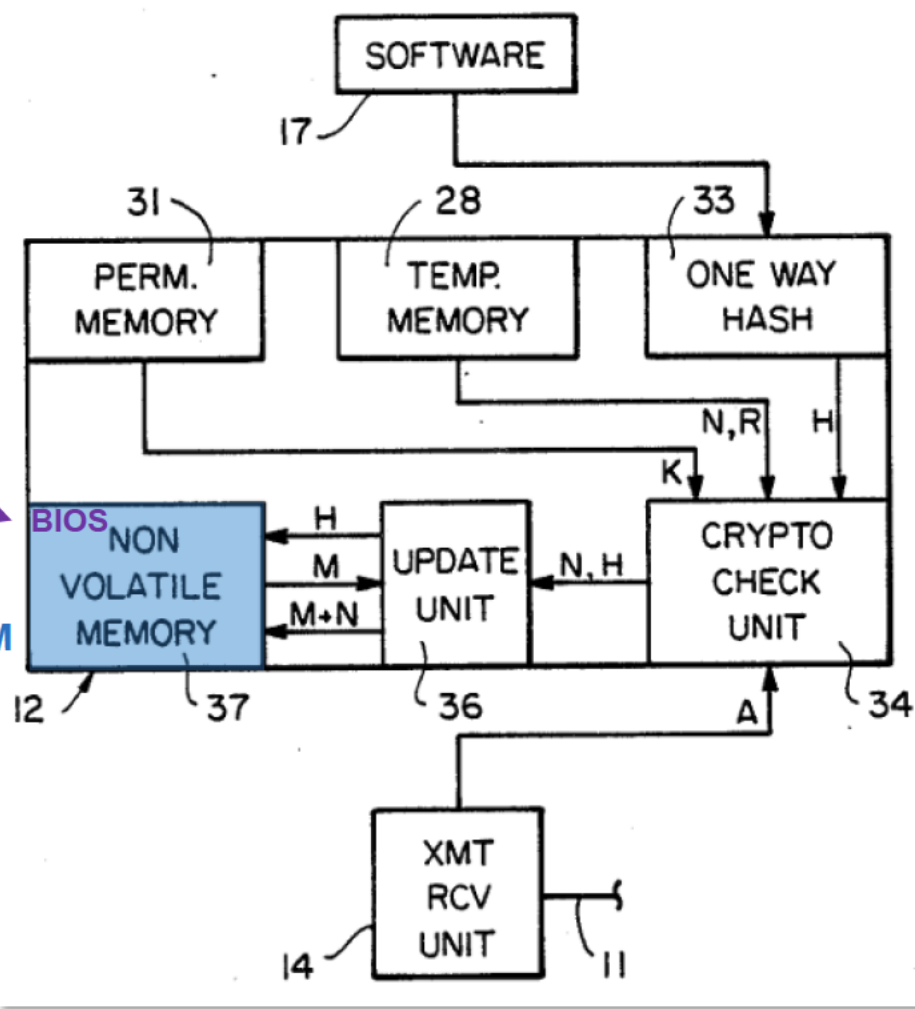 SOFTWARE
17
31
28
33
PERM.
MEMORY
TEMP.
MEMORY
ONE WAY
HASH
N,R
H
K
BIOS
NON
VOLATILE
MEMORY
H
M
M+N
UPDATE
UNIT
N,H
CRYPTO
CHECK
UNIT
M
12
37
36
A
34
XMT
RCV
UNIT
14
11